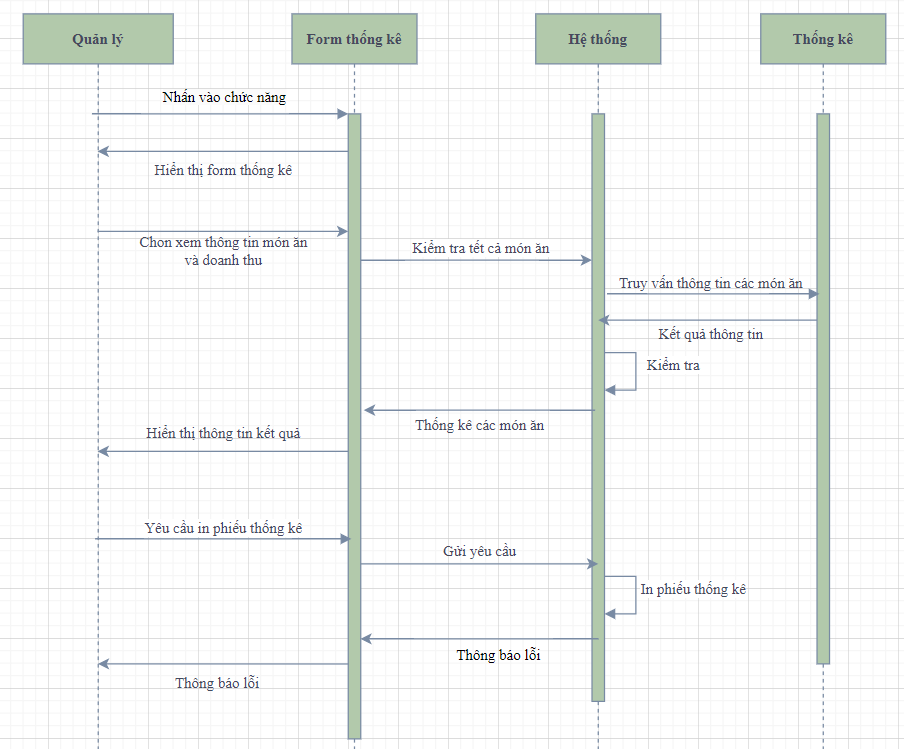 Quản lý
Form thống kê
Hệ thống
Thống kê
Nhấn vào chức năng
Hiển thị form thống kê
Chon xem thông tin món ăn
và doanh thu
Kiểm tra tết cả món ăn
Truy vấn thông tin các món ăn
Kết quả thông tin
Kiểm tra
Thống kê các món ăn
Hiển thị thông tin kết quả
Yêu cầu in phiếu thống kê
Gửi yêu cầu
In phiếu thống kê
Thông báo lỗi
Thông báo lỗi